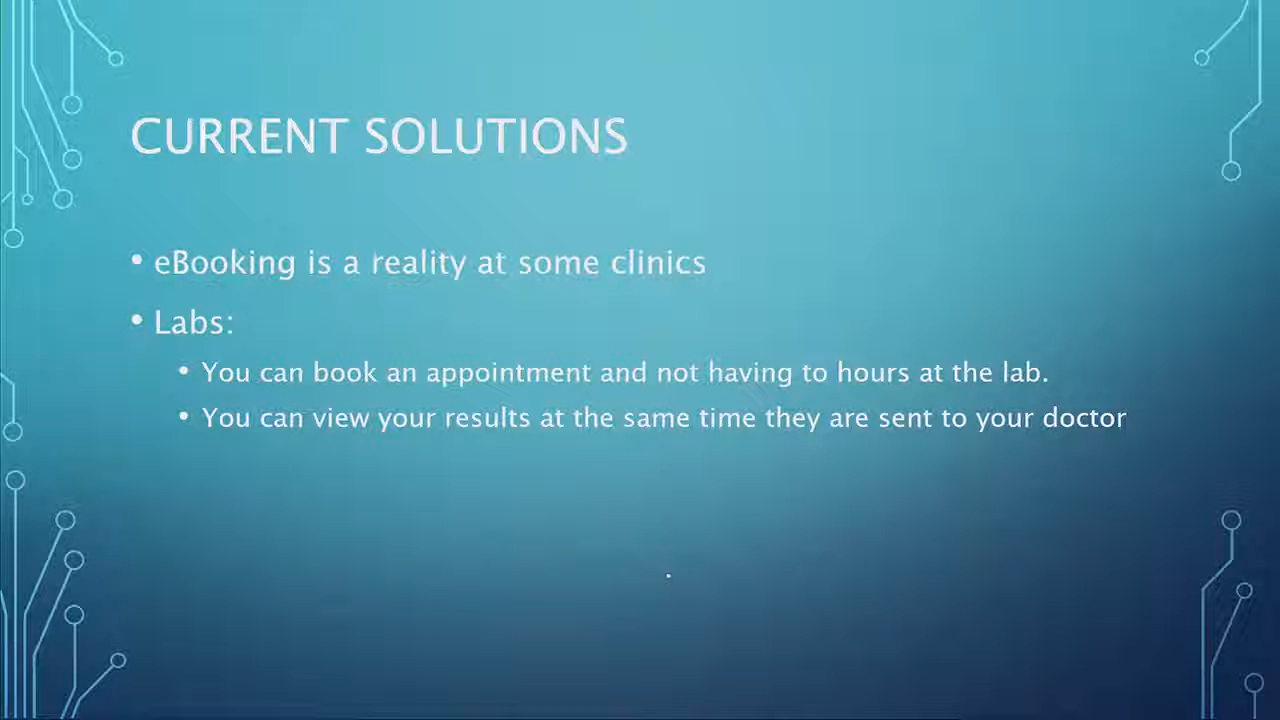 CURRENT SOLUTIONS
• eBooking is a reality at some clinics
• Labs:
• You can book an appointment and not having to hours at the lab.
• You can view your results at the same time they are sent to your doctor
.